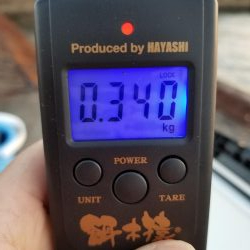 Produced by HAYASHI
LOCK
0.340
kg
POWER
UNIT
TARE